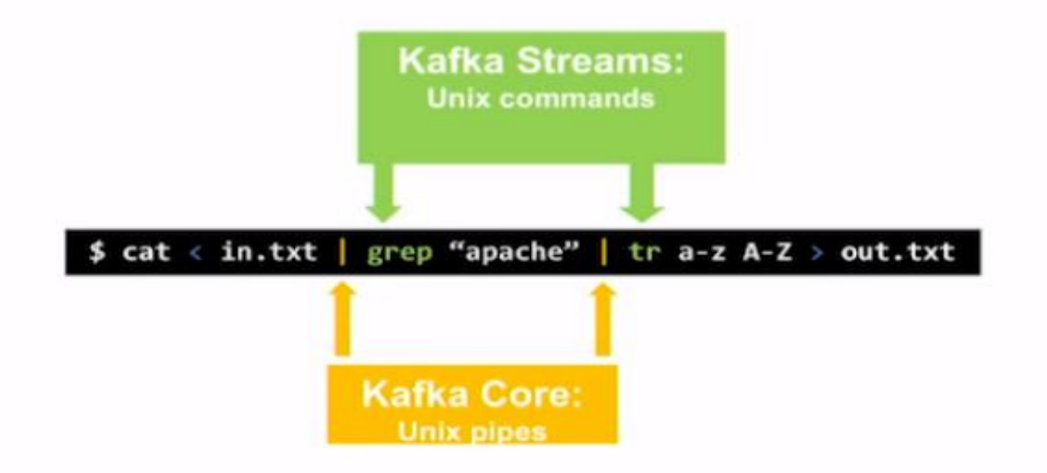 Kafka Streams:
Unix commands
$ cat < in.txt | grep “apache” | tr a-z A-Z > out.txt
Kafka Core:
Unix pipes